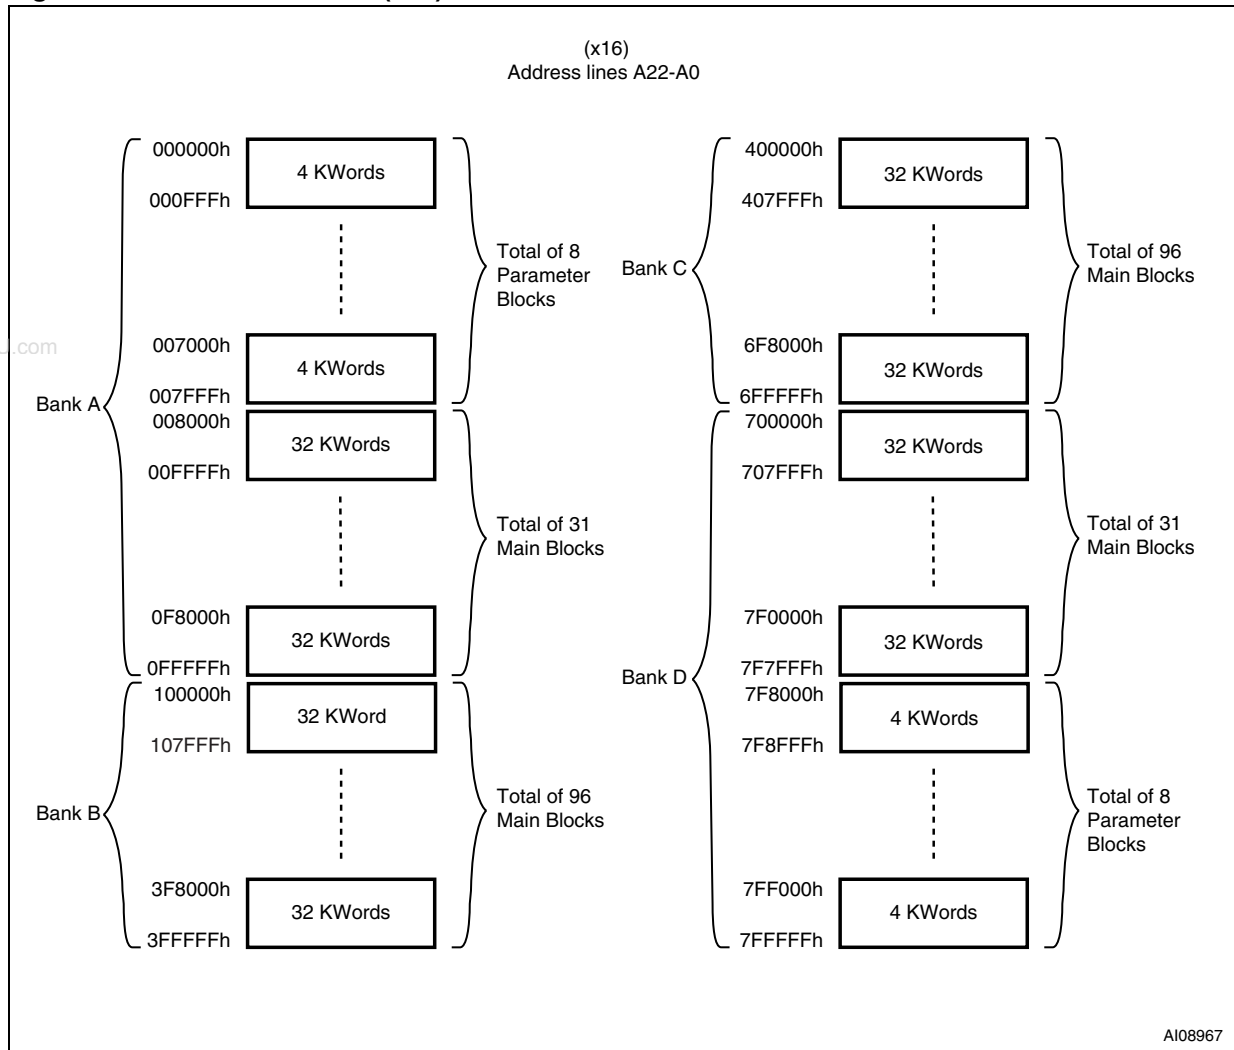 (x16)
Address lines A22-A0
Bank A
000000h
4 KWords
000FFFh
Total of 8
Parameter
Blocks
007000h
4 KWords
007FFFh
008000h
32 KWords
00FFFFh
Total of 31
Main Blocks
0F8000h
32 KWords
0FFFFFh
Bank B
100000h
32 KWord
107FFFh
Total of 96
Main Blocks
3F8000h
32 KWords
3FFFFFh
Bank C
400000h
32 KWords
407FFFh
Total of 96
Main Blocks
6F8000h
32 KWords
6FFFFFh
Bank D
700000h
32 KWords
707FFFh
Total of 31
Main Blocks
7F0000h
32 KWords
7F7FFFh
7F8000h
4 KWords
7F8FFFh
Total of 8
Parameter
Blocks
7FF000h
4 KWords
7FFFFFh
AI08967
.com